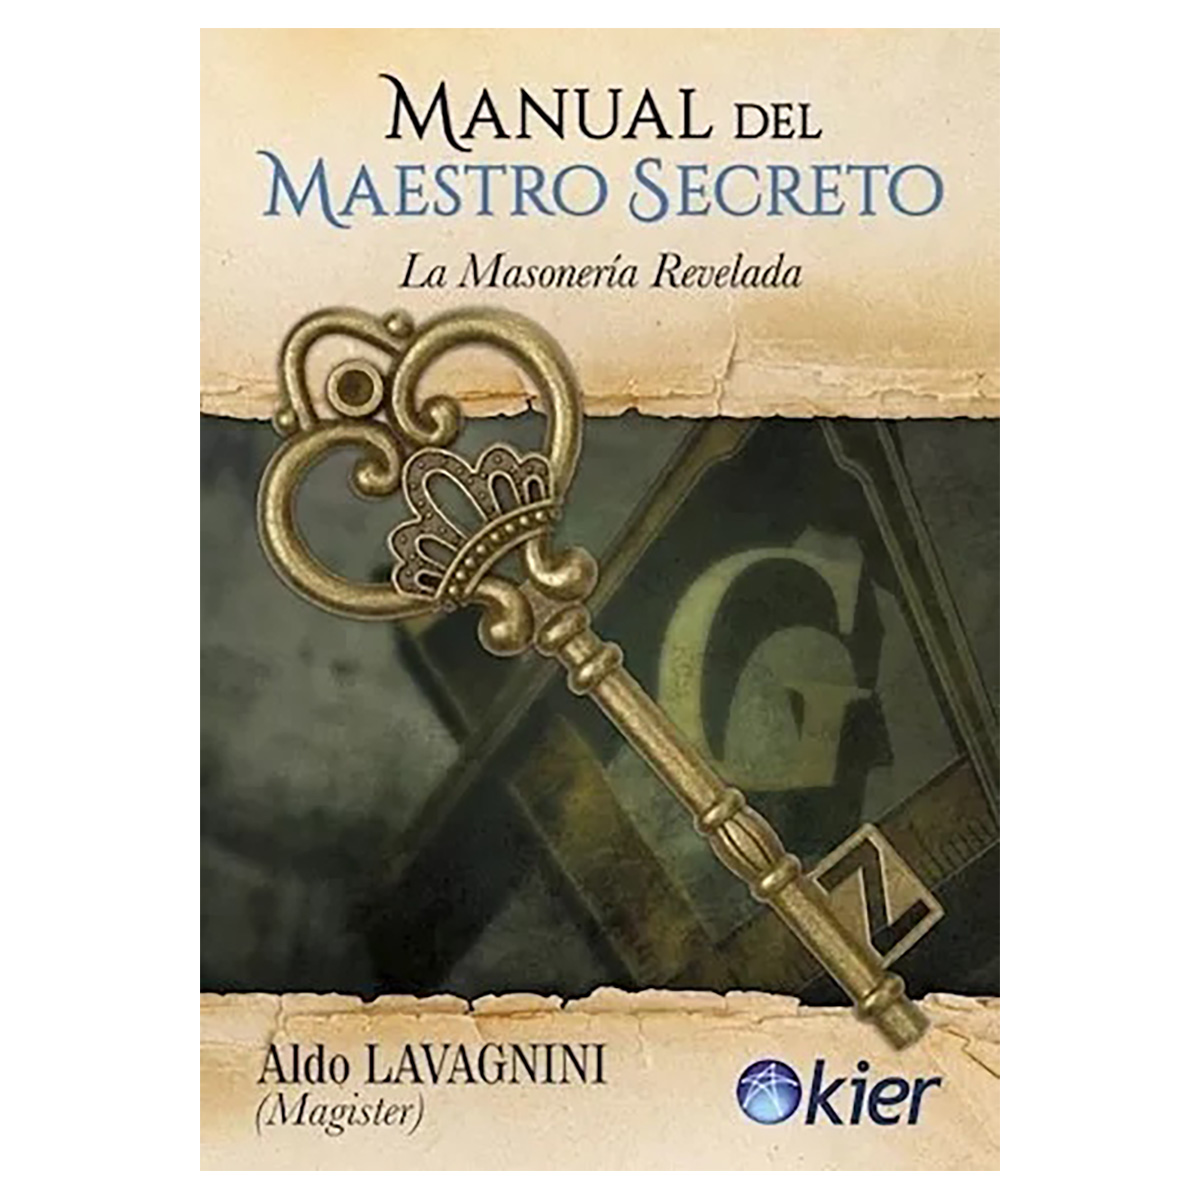 MANUAL DEL
MAESTRO SECRETO
La Masonería Revelada
G
Z
Aldo LAVAGNINI
(Magister)
kier